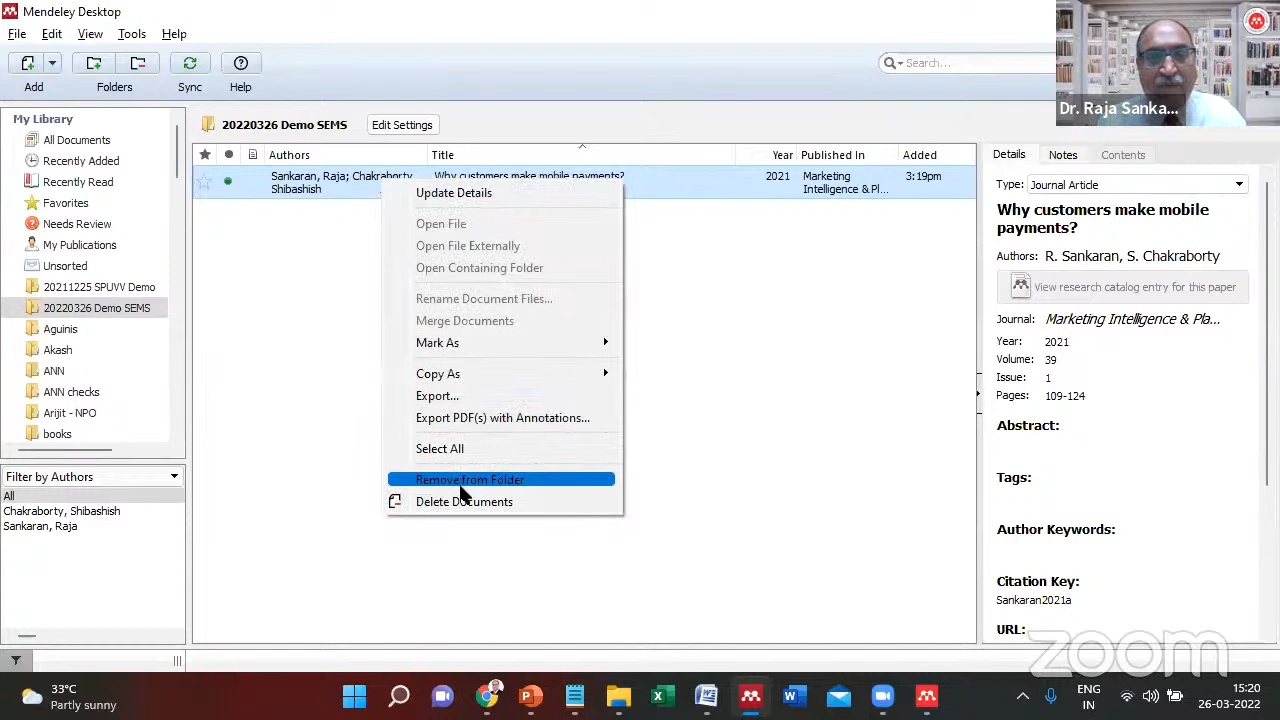 Mendeley Desktop
File Edit View Tools Help
Search...
Add Folders Sync Help
Dr. Raja Sanka...
My Library
All Documents
Recently Added
Recently Read
Favorites
Needs Review
My Publications
Unsorted
20211225 SPUVV Demo
20220326 Demo SEMS
Aguinis
Akash
ANN
ANN checks
Arijit - NPO
books
Filter by Authors
All
Chakraborty, Shibashish
Sankaran, Raja
20220326 Demo SEMS Edit Settings
Authors Title Year Published In Added
Sankaran, Raja; Chakraborty, Why customers make mobile payments? 2021 Marketing 3:19pm
Shibashish Intelligence & Pl...
Update Details
Open File
Open File Externally
Open Containing Folder
Rename Document Files...
Merge Documents
Mark As
Copy As
Export...
Export PDF(s) with Annotations...
Select All
Remove from Folder
Delete Documents
Details Notes Contents
Type: Journal Article
Why customers make mobile
payments?
Authors: R. Sankaran, S. Chakraborty
View research catalog entry for this paper
Journal: Marketing Intelligence & Pla...
Year: 2021
Volume: 39
Issue: 1
Pages: 109-124
Abstract:
Tags:
Author Keywords:
Citation Key:
Sankaran2021a
URL:
zoom
33°C
Partly sunny
ENG
IN
15:20
26-03-2022